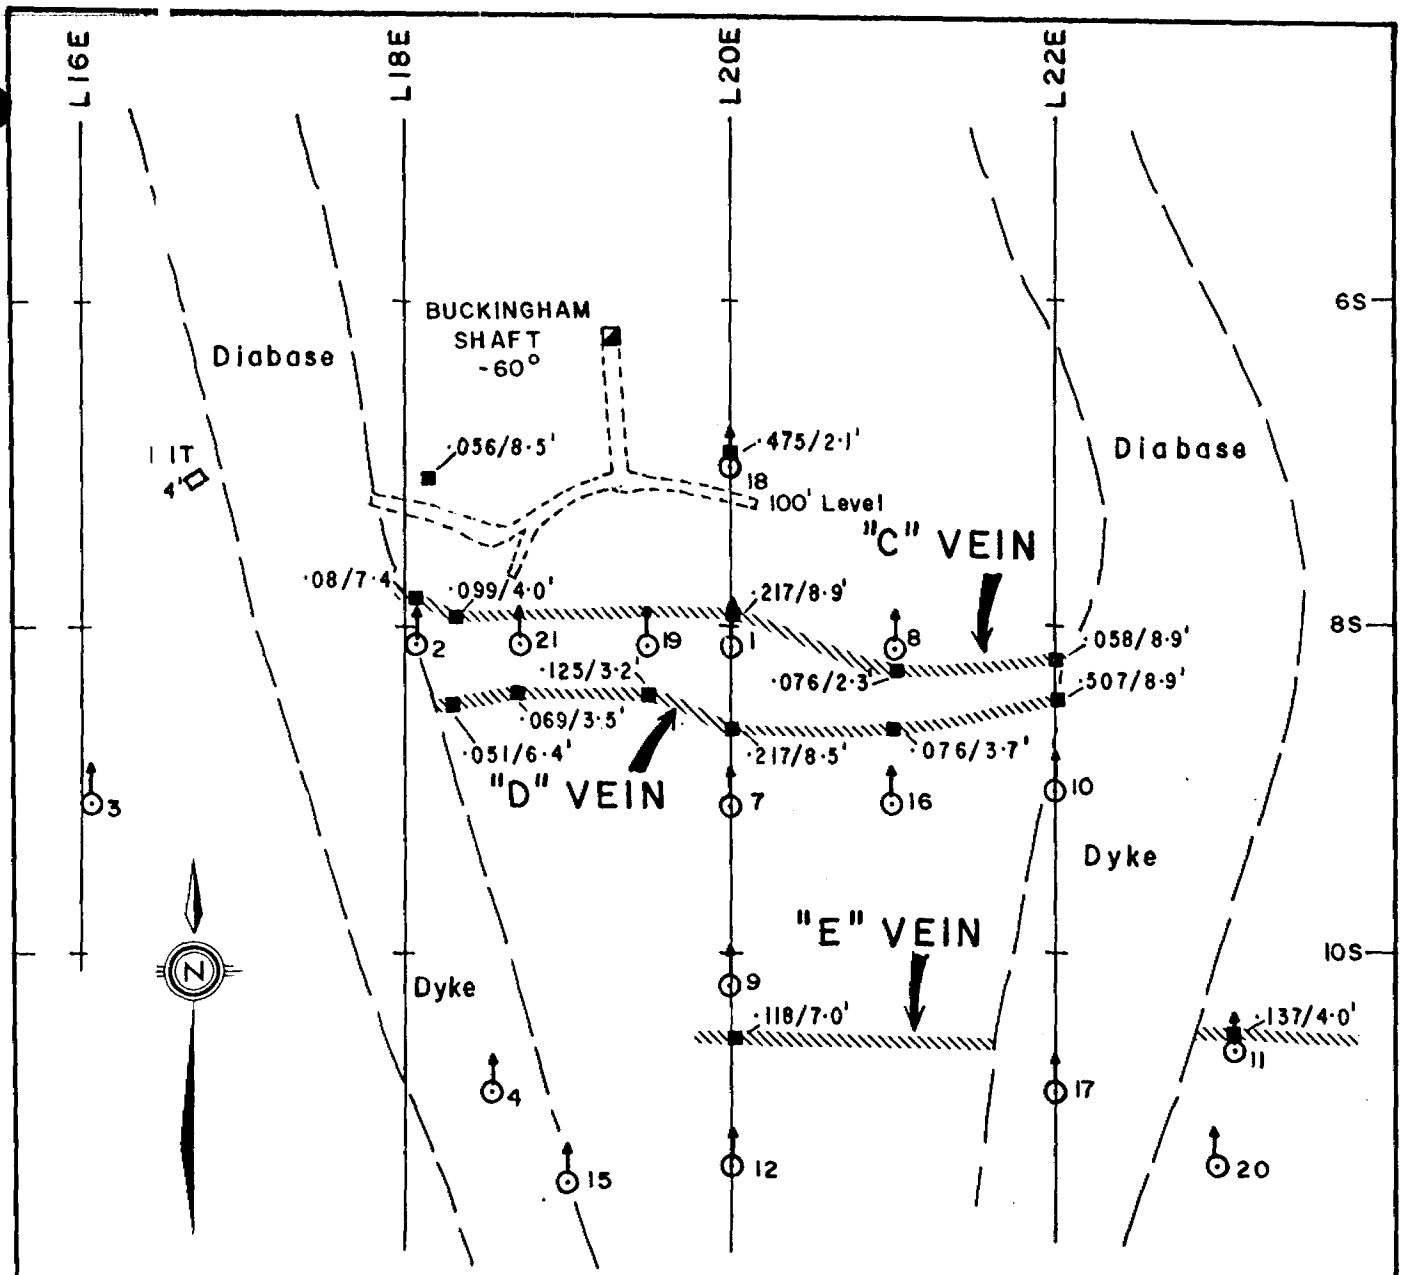 L16E
L18E
L20E
L22E
6S
BUCKINGHAM
SHAFT
-60°
Diabase
.056/8.5'
.475/2.1'
18
Diabase
IT
4'
100' Level
"C" VEIN
.08/7.4
.099/4.0'
.217/8.9'
8S
2
21
19
1
8
.058/8.9'
.125/3.2'
.076/2.3'
.507/8.9'
.069/3.5'
.051/6.4'
.217/8.5'
.076/3.7'
"D" VEIN
3
7
16
10
Dyke
"E" VEIN
N
10S
Dyke
9
.118/7.0'
.137/4.0'
11
4
17
15
12
20